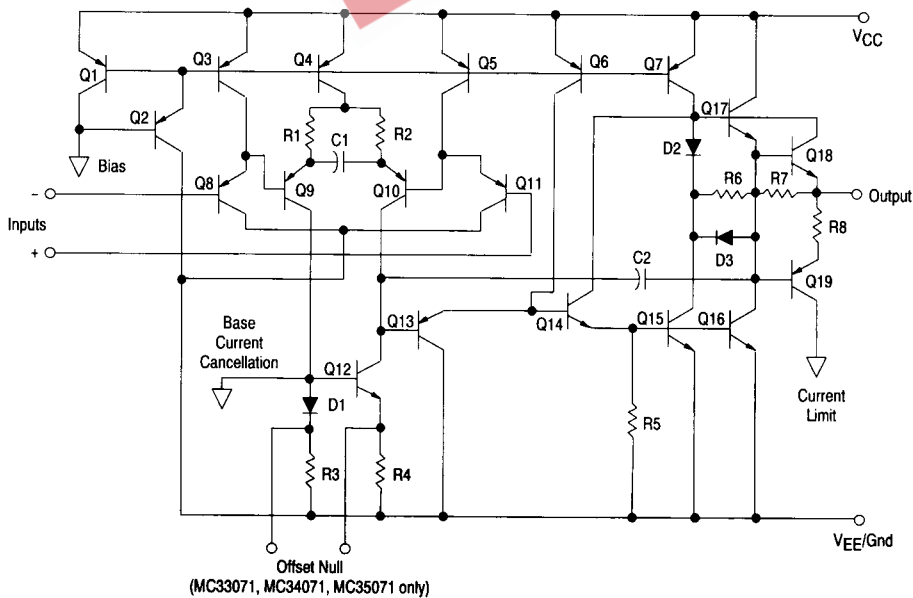 VCC
Q1
Q3
Q4
Q5
Q6
Q7
Q17
Q2
R1
C1
R2
D2
Q18
Bias
Q8
Q9
Q10
Q11
R6
R7
Output
−
Inputs
+
R8
D3
C2
Q19
Base
Current
Cancellation
Q13
Q14
Q15
Q16
Q12
D1
Current
Limit
R5
R3
R4
VEE/Gnd
Offset Null
(MC33071, MC34071, MC35071 only)